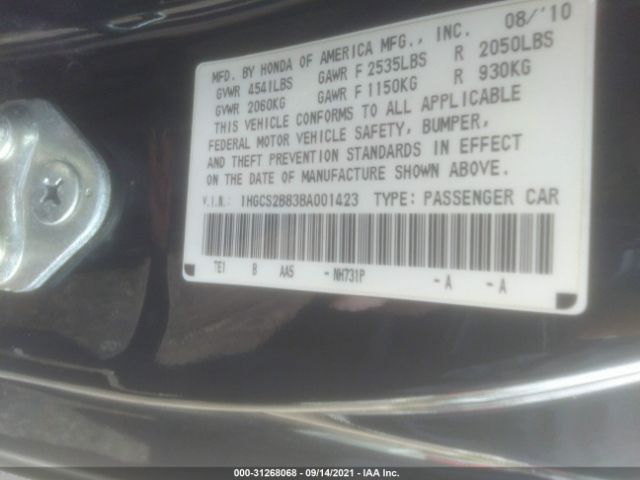 MFD. BY HONDA OF AMERICA MFG., INC. 08/'10
GVWR 4541LBS GAWR F 2535LBS R 2050LBS
GVWR 2060KG GAWR F 1150KG R 930KG
THIS VEHICLE CONFORMS TO ALL APPLICABLE
FEDERAL MOTOR VEHICLE SAFETY, BUMPER,
AND THEFT PREVENTION STANDARDS IN EFFECT
ON THE DATE OF MANUFACTURE SHOWN ABOVE.
V.I.N.: 1HGCS2B83BA001423 TYPE: PASSENGER CAR
TE1 B AA5 -NH731P -A -A
000-31268068 - 09/14/2021 - IAA Inc.